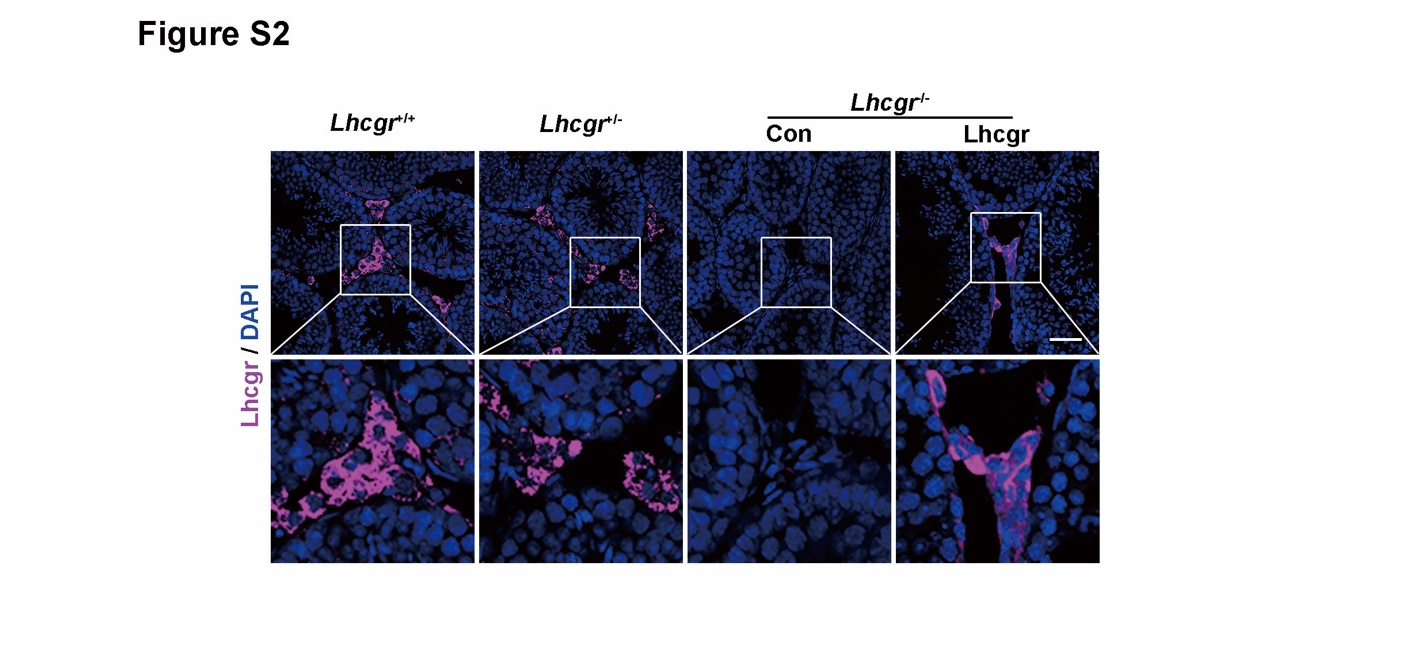 Figure S2
Lhcgr+/+
Lhcgr+/-
Lhcgr-/-
Con
Lhcgr
Lhcgr / DAPI